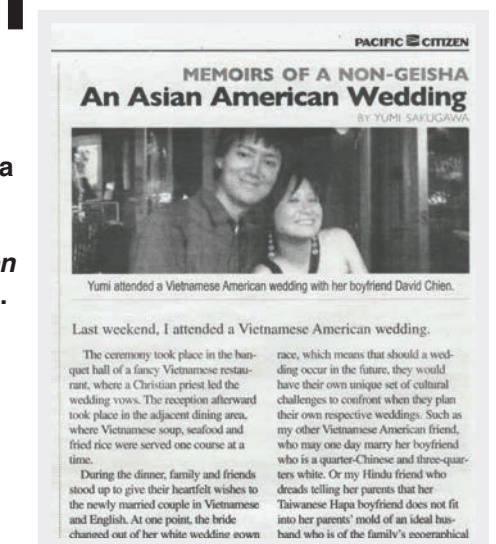 a
n
.
PACIFIC CITIZEN
MEMOIRS OF A NON-GEISHA
An Asian American Wedding
BY YUMI SAKUGAWA
Yumi attended a Vietnamese American wedding with her boyfriend David Chien.
Last weekend, I attended a Vietnamese American wedding.
The ceremony took place in the ban-
quet hall of a fancy Vietnamese restau-
rant, where a Christian priest led the
wedding vows. The reception afterward
took place in the adjacent dining area,
where Vietnamese soup, seafood and
fried rice were served one course at a
time.
During the dinner, family and friends
stood up to give their heartfelt wishes to
the newly married couple in Vietnamese
and English. At one point, the bride
changed out of her white wedding gown
race, which means that should a wed-
ding occur in the future, they would
have their own unique set of cultural
challenges to confront when they plan
their own respective weddings. Such as
my other Vietnamese American friend,
who may one day marry her boyfriend
who is a quarter-Chinese and three-quar-
ters white. Or my Hindu friend who
dreads telling her parents that her
Taiwanese Hapa boyfriend does not fit
into her parents' mold of an ideal hus-
band who is of the family's geographical